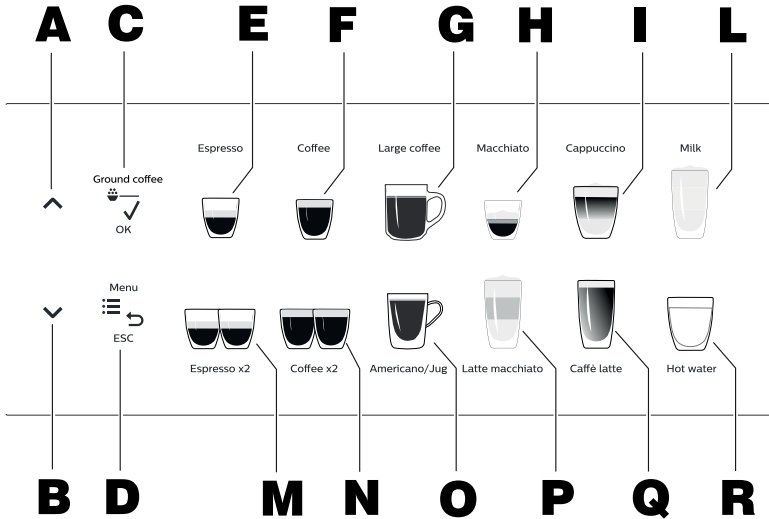 A C E F G H I L
Espresso Coffee Large coffee Macchiato Cappuccino Milk
Ground coffee
OK
Menu
ESC
Espresso x2 Coffee x2 Americano/Jug Latte macchiato Caffè latte Hot water
B D M N O P Q R